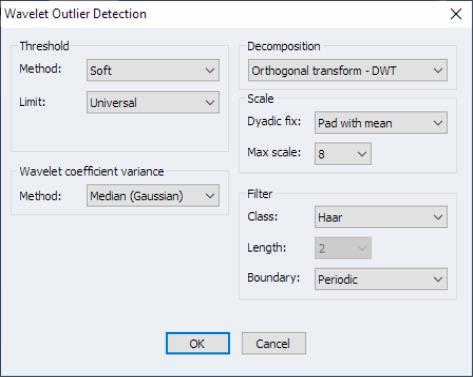 Wavelet Outlier Detection
Threshold
Method: Soft
Limit: Universal
Wavelet coefficient variance
Method: Median (Gaussian)
Decomposition
Orthogonal transform - DWT
Scale
Dyadic fix: Pad with mean
Max scale: 8
Filter
Class: Haar
Length: 2
Boundary: Periodic
OK Cancel